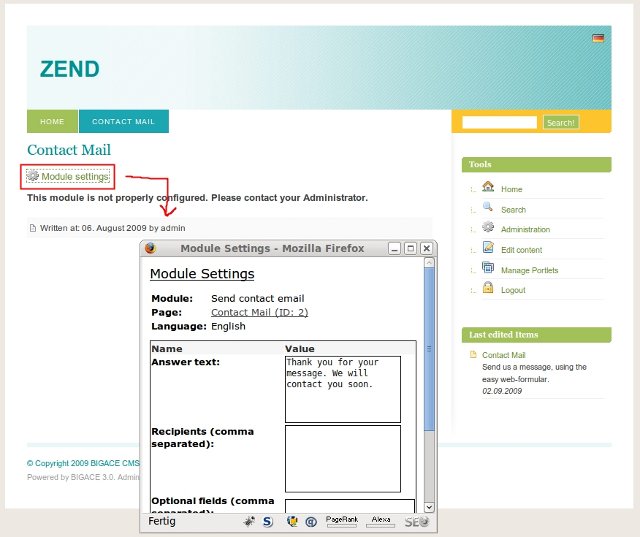 ZEND
HOME CONTACT MAIL
Search!
Contact Mail
Module settings
This module is not properly configured. Please contact your Administrator.
Written at: 06. August 2009 by admin
Tools
Home
Search
Administration
Edit content
Manage Portlets
Logout
Last edited Items
Contact Mail
Send us a message, using the
easy web-formular.
02.09.2009
Module Settings - Mozilla Firefox
Module Settings
Module: Send contact email
Page: Contact Mail (ID: 2)
Language: English
Name Value
Answer text: Thank you for your
message. We will
contact you soon.
Recipients (comma
separated):
Optional fields (comma
separated):
Fertig PageRank Alexa SEO
© Copyright 2009 BIGACE CMS
Powered by BIGACE 3.0. Admin